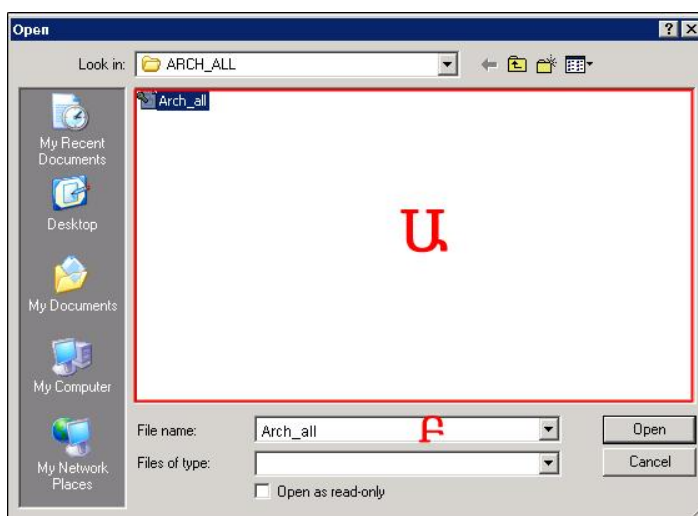 Open
Look in: ARCH_ALL
Arch_all
My Recent
Documents
Desktop
My Documents
My Computer
My Network
Places
Ա
File name: Arch_all Բ Open
Files of type: Cancel
Open as read-only